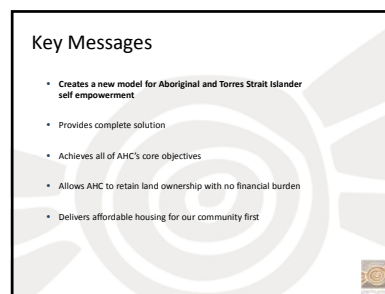 Key Messages
• Creates a new model for Aboriginal and Torres Strait Islander
self empowerment
• Provides complete solution
• Achieves all of AHC's core objectives
• Allows AHC to retain land ownership with no financial burden
• Delivers affordable housing for our community first